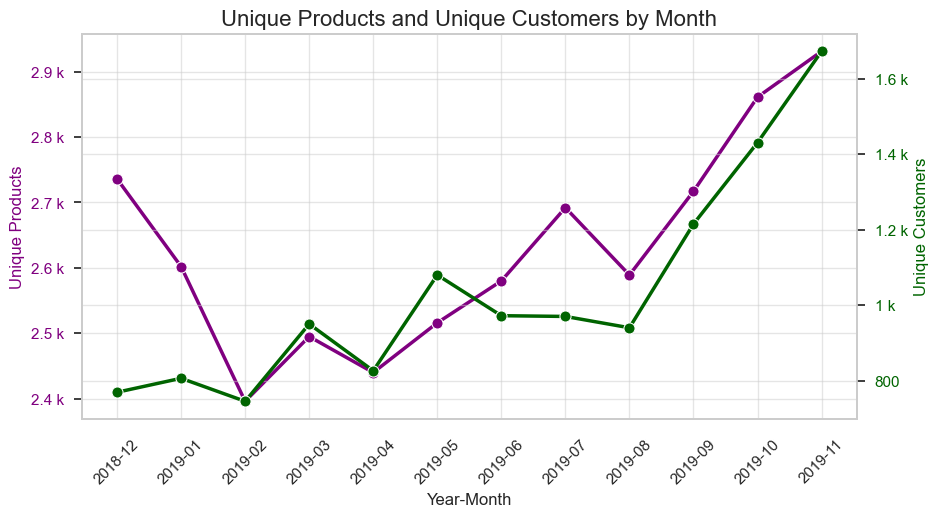 Unique Products and Unique Customers by Month
Unique Products
2.9 k
2.8 k
2.7 k
2.6 k
2.5 k
2.4 k
1.6 k
1.4 k
1.2 k
1 k
800
Unique Customers
2018-12
2019-01
2019-02
2019-03
2019-04
2019-05
2019-06
2019-07
2019-08
2019-09
2019-10
2019-11
Year-Month